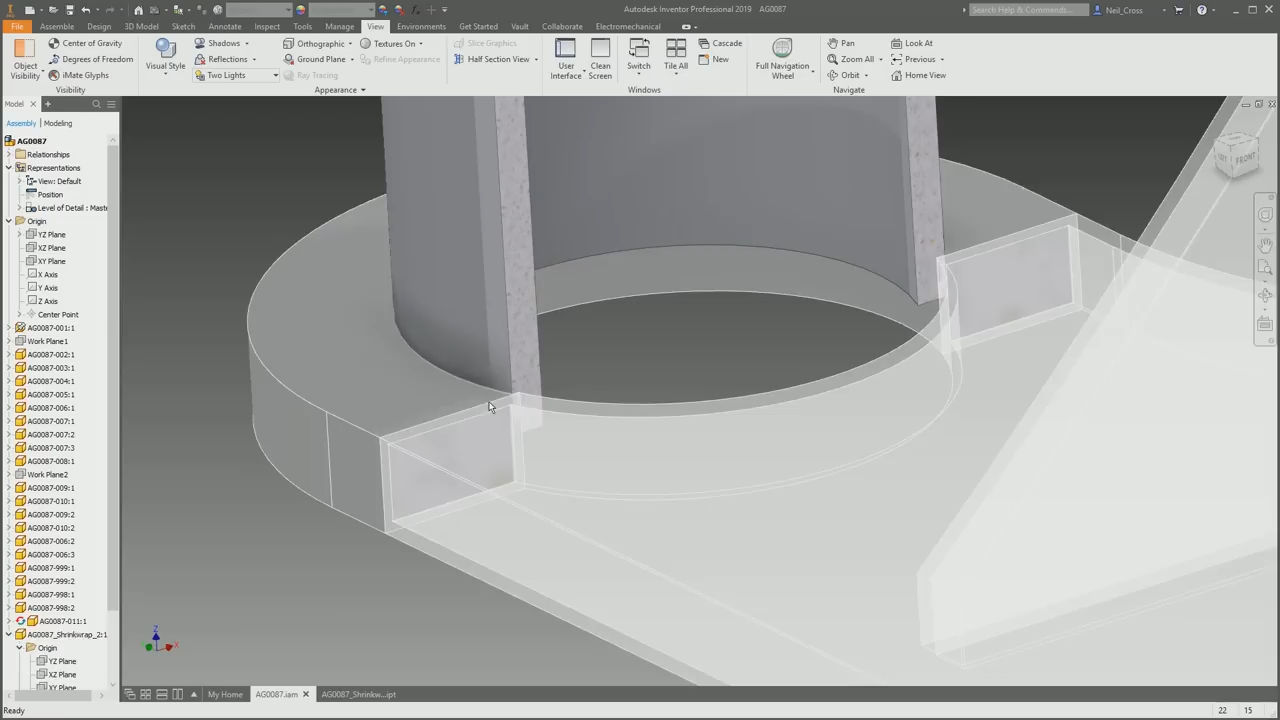 Autodesk Inventor Professional 2019   AG0087
Search Help & Commands...
Neil_Cross
File Assembly Design 3D Model Sketch Annotate Inspect Tools Manage View Environments Get Started Vault Collaborate Electromechanical
Object Visibility
Center of Gravity
Degrees of Freedom
iMate Glyphs
Visibility
Visual Style
Shadows
Reflections
Two Lights
Orthographic
Ground Plane
Ray Tracing
Textures On
Refine Appearance
Appearance
Slice Graphics
Half Section View
User Interface
Clean Screen
Switch
Tile All
Cascade
New
Windows
Full Navigation Wheel
Pan
Zoom All
Orbit
Look At
Previous
Home View
Navigate
Model
Assembly Modeling
AG0087
Relationships
Representations
View: Default
Position
Level of Detail : Maste
Origin
YZ Plane
XZ Plane
XY Plane
X Axis
Y Axis
Z Axis
Center Point
AG0087-001:1
Work Plane1
AG0087-002:1
AG0087-003:1
AG0087-004:1
AG0087-005:1
AG0087-006:1
AG0087-007:1
AG0087-007:2
AG0087-007:3
AG0087-008:1
Work Plane2
AG0087-009:1
AG0087-010:1
AG0087-009:2
AG0087-010:2
AG0087-006:2
AG0087-006:3
AG0087-999:1
AG0087-999:2
AG0087-998:1
AG0087-998:2
AG0087-011:1
AG0087_Shrinkwrap_2:1
Origin
YZ Plane
XZ Plane
XY Plane
FRONT
Z
X
My Home
AG0087.iam
AG0087_Shrinkw...ipt
Ready
22 15